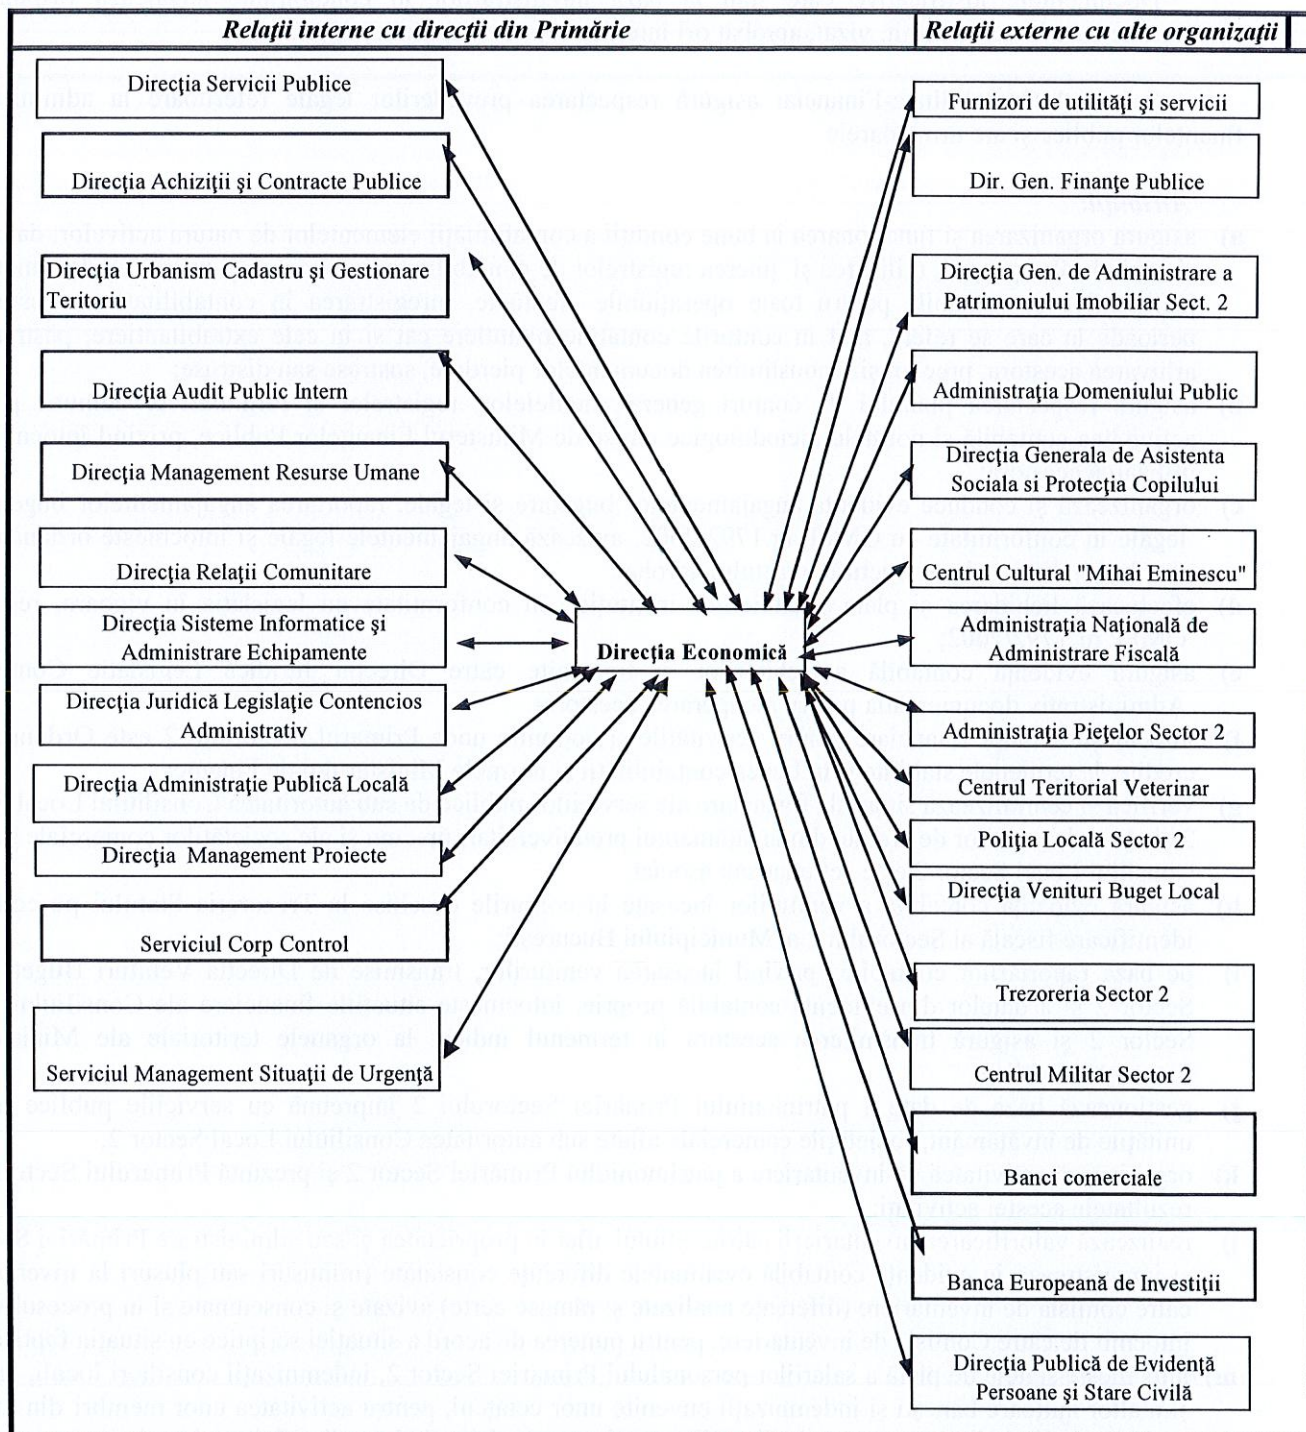 Relaţii interne cu direcţii din Primărie
Relaţii externe cu alte organizaţii
Direcţia Servicii Publice
Direcţia Achiziţii şi Contracte Publice
Direcţia Urbanism Cadastru şi Gestionare
Teritoriu
Direcţia Audit Public Intern
Direcţia Management Resurse Umane
Direcţia Relaţii Comunitare
Direcţia Sisteme Informatice şi
Administrare Echipamente
Direcţia Juridică Legislaţie Contencios
Administrativ
Direcţia Administraţie Publică Locală
Direcţia Management Proiecte
Serviciul Corp Control
Serviciul Management Situaţii de Urgenţă
Direcţia Economică
Furnizori de utilităţi şi servicii
Dir. Gen. Finanţe Publice
Direcţia Gen. de Administrare a
Patrimoniului Imobiliar Sect. 2
Administraţia Domeniului Public
Direcţia Generala de Asistenta
Sociala si Protecţia Copilului
Centrul Cultural "Mihai Eminescu"
Administraţia Naţională de
Administrare Fiscală
Administraţia Pieţelor Sector 2
Centrul Teritorial Veterinar
Poliţia Locală Sector 2
Direcţia Venituri Buget Local
Trezoreria Sector 2
Centrul Militar Sector 2
Banci comerciale
Banca Europeană de Investiţii
Direcţia Publică de Evidenţă
Persoane şi Stare Civilă